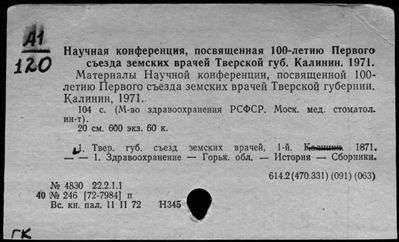 А1
120
Научная конференция, посвященная 100-летию Первого
съезда земских врачей Тверской губ. Калинин. 1971.
Материалы Научной конференции, посвященной 100-
летию Первого съезда земских врачей Тверской губернии.
Калинин, 1971.
104 с. (М-во здравоохранения РСФСР. Моск. мед. стоматол.
ин-т).
20 см. 600 экз. 60 к.
1. Твер. губ. съезд земских врачей, 1-й. Калинин. 1871.
— — 1. Здравоохранение — Горьк. обл. — История — Сборники.
614.2(470.331) (091) (063)
№ 4830 22.2.1.1
40 № 246 [72-7984] п
Вс. кн. пал. 11 II 72 Н345
ГК